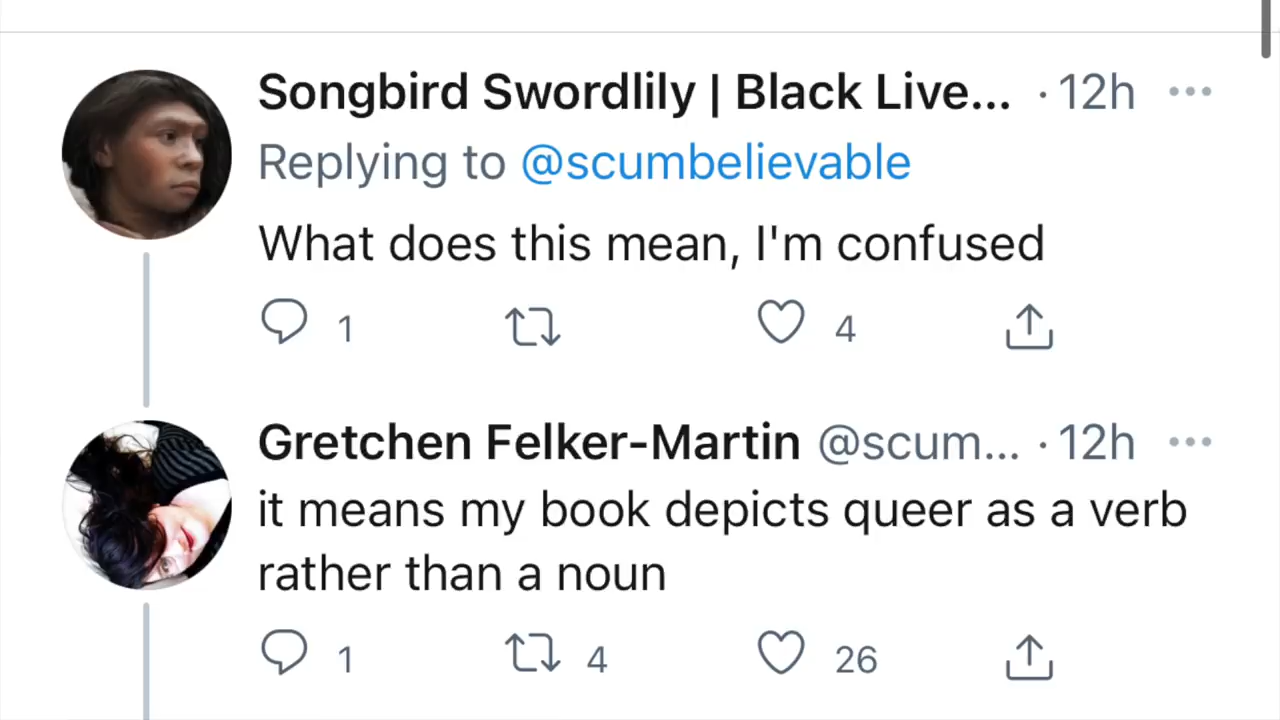 Songbird Swordlily | Black Live... · 12h ...
Replying to @scumbelievable
What does this mean, I'm confused
1 4
Gretchen Felker-Martin @scum... · 12h ...
it means my book depicts queer as a verb
rather than a noun
1 4 26